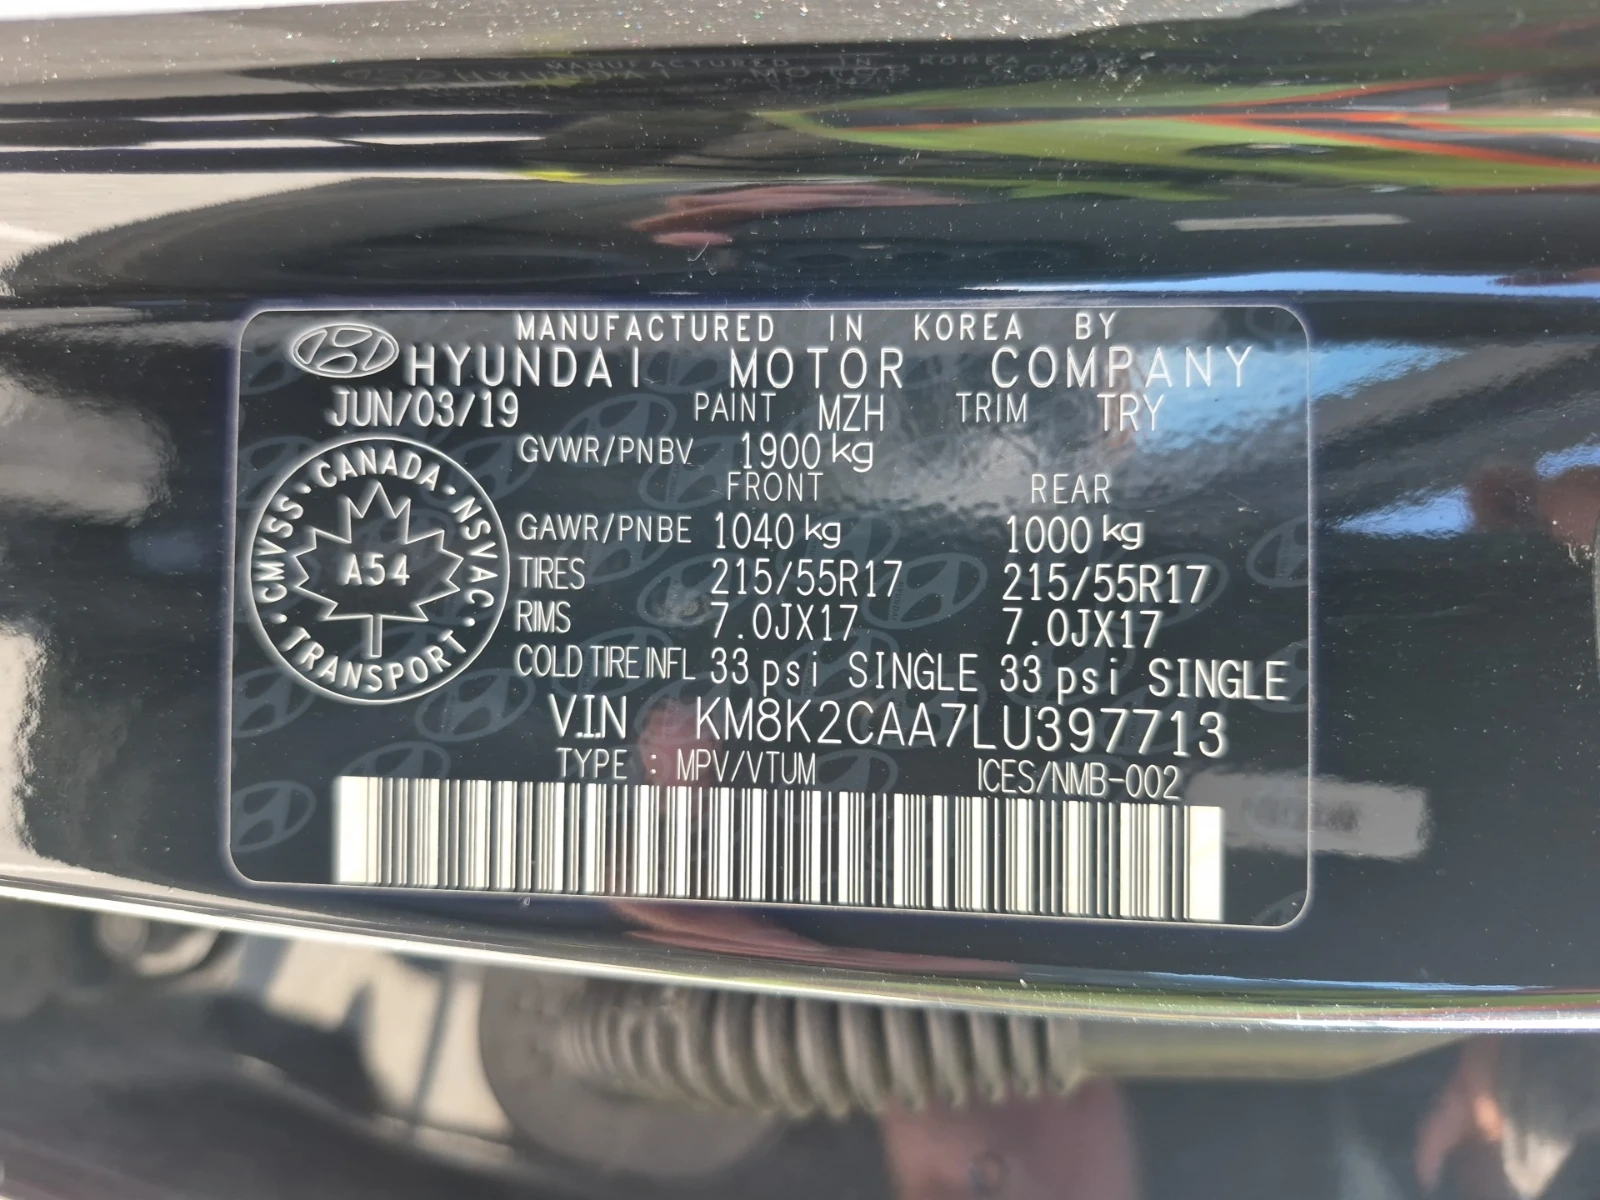 MANUFACTURED IN KOREA BY
HYUNDAI MOTOR COMPANY
JUN/03/19 PAINT MZH TRIM TRY
GVWR/PNBV 1900 kg
FRONT REAR
GAWR/PNBE 1040 kg 1000 kg
TIRES 215/55R17 215/55R17
RIMS 7.0JX17 7.0JX17
COLD TIRE INFL 33 psi SINGLE 33 psi SINGLE
V.I.N KM8K2CAA7LU397713
TYPE : MPV/VTUM ICES/NMB-002
CMVSS · CANADA · NSVAC · TRANSPORT ·
A54